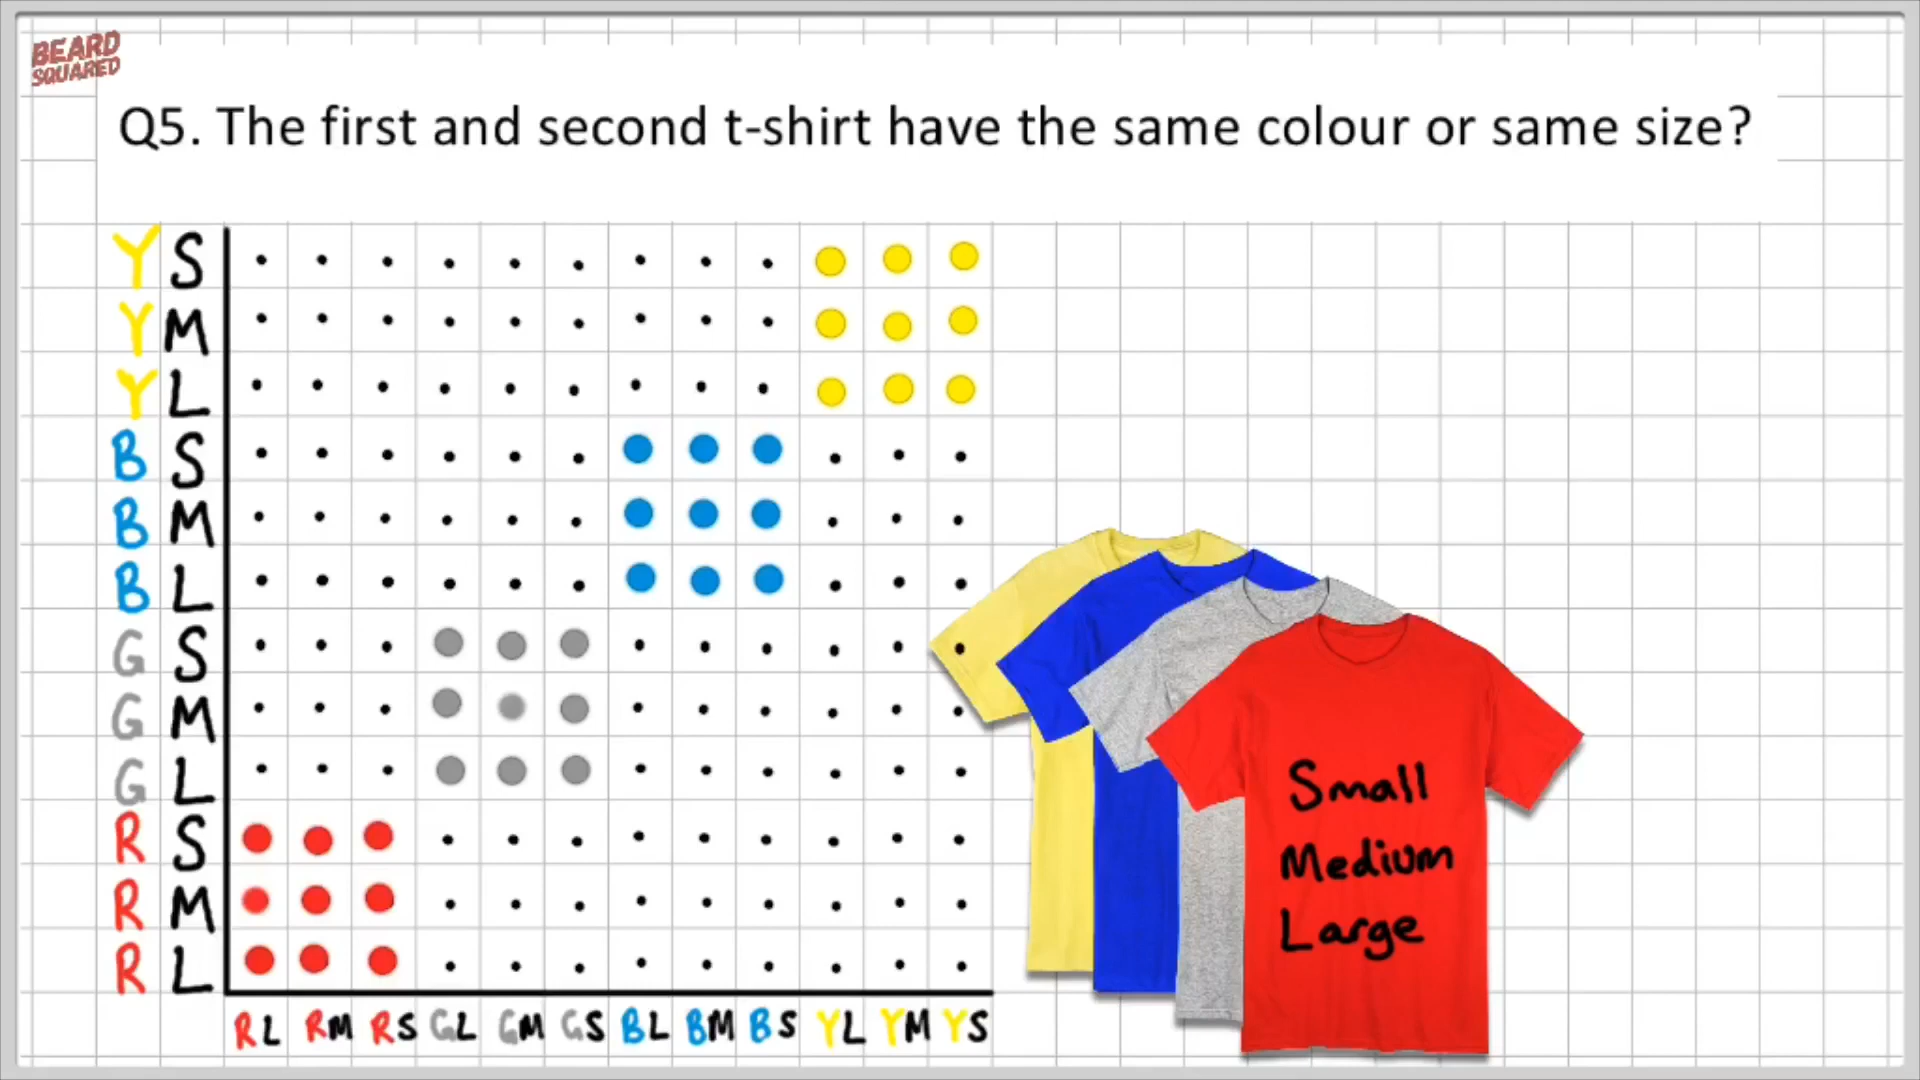 BEARD
SQUARED
Q5. The first and second t-shirt have the same colour or same size?
Y S
Y M
Y L
B S
B M
B L
G S
G M
G L
R S
R M
R L
RL RM RS GL GM GS BL BM BS YL YM YS
Small
Medium
Large